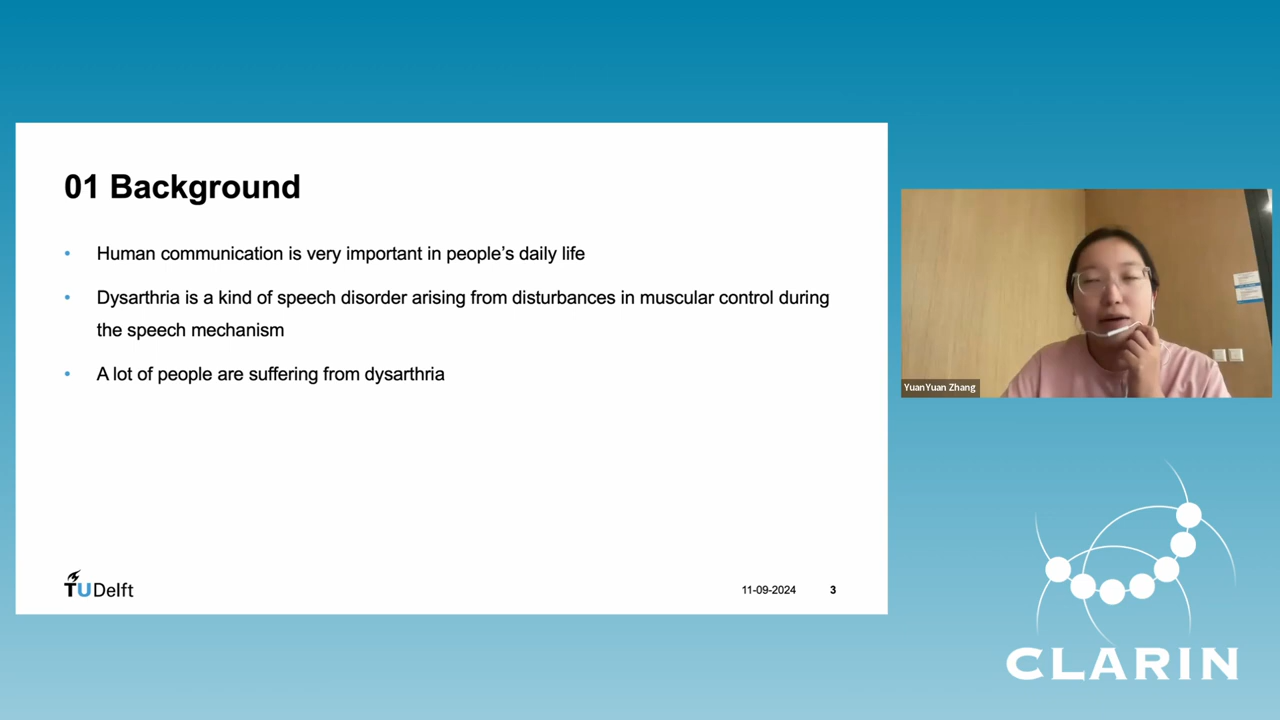 01 Background
• Human communication is very important in people's daily life
• Dysarthria is a kind of speech disorder arising from disturbances in muscular control during
the speech mechanism
• A lot of people are suffering from dysarthria
TUDelft
11-09-2024 3
YuanYuan Zhang
CLARIN